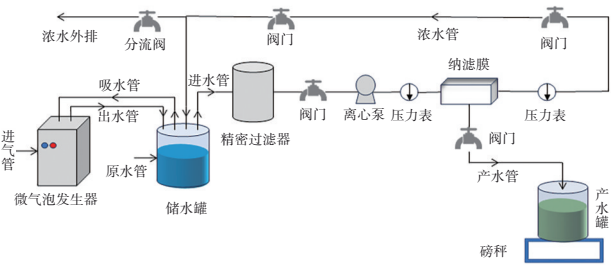 浓水外排
分流阀
阀门
浓水管
阀门
吸水管
出水管
进水管
纳滤膜
进气管
微气泡发生器
原水管
储水罐
精密过滤器
阀门
离心泵
压力表
压力表
阀门
产水管
产水罐
磅秤